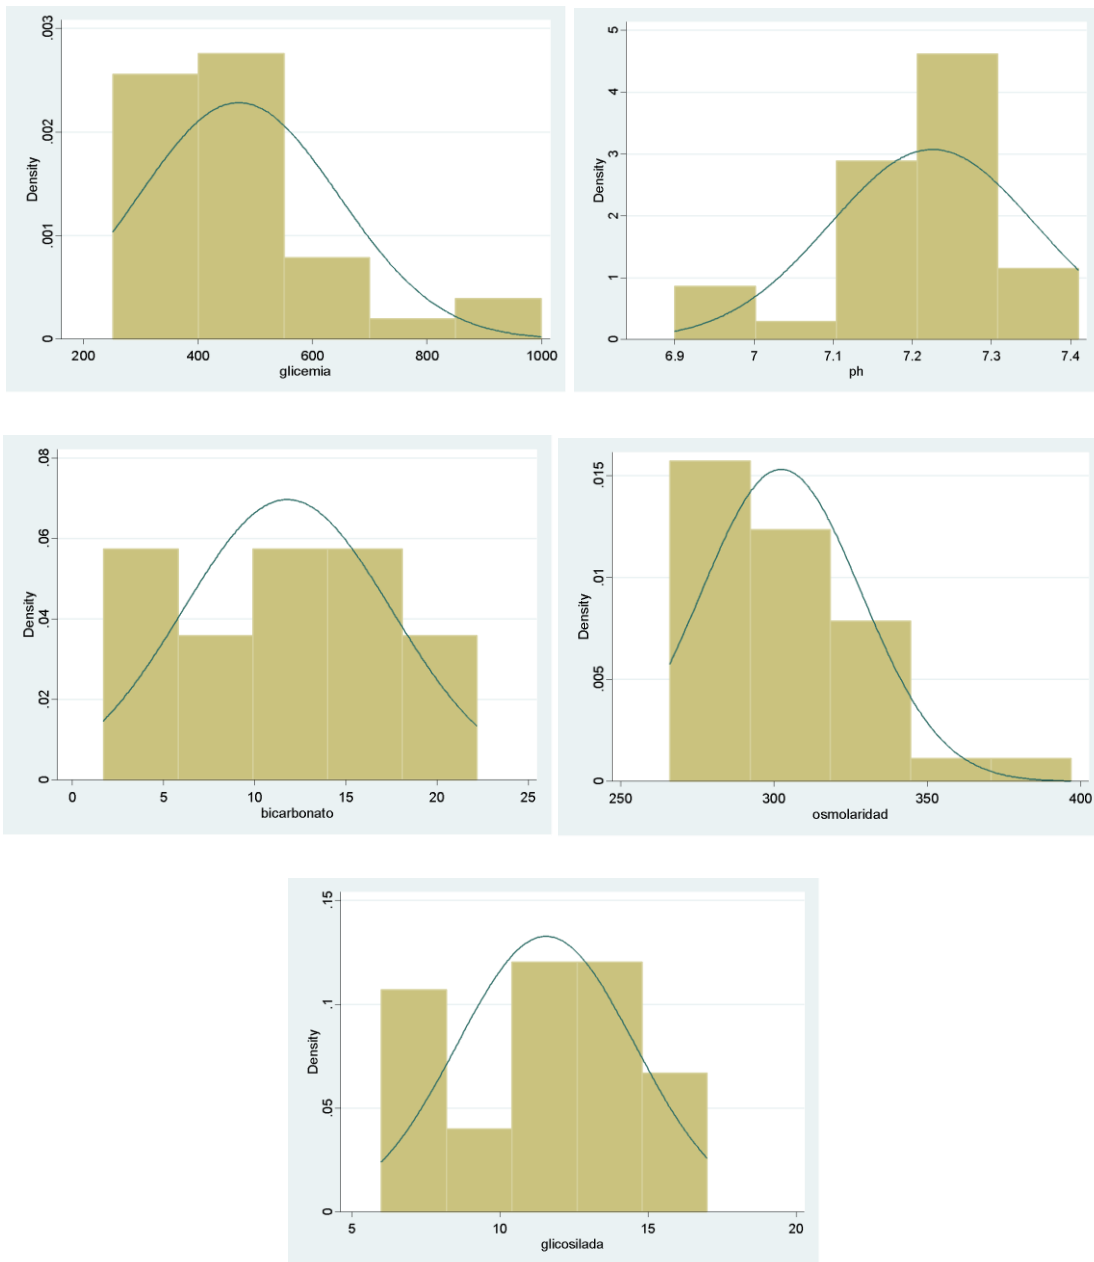 Density
.003
.002
.001
0
200 400 600 800 1000
glicemia
Density
5
4
3
2
1
0
6.9 7 7.1 7.2 7.3 7.4
ph
Density
.08
.06
.04
.02
0
0 5 10 15 20 25
bicarbonato
Density
.015
.01
.005
0
250 300 350 400
osmolaridad
Density
.15
.1
.05
0
5 10 15 20
glicosilada